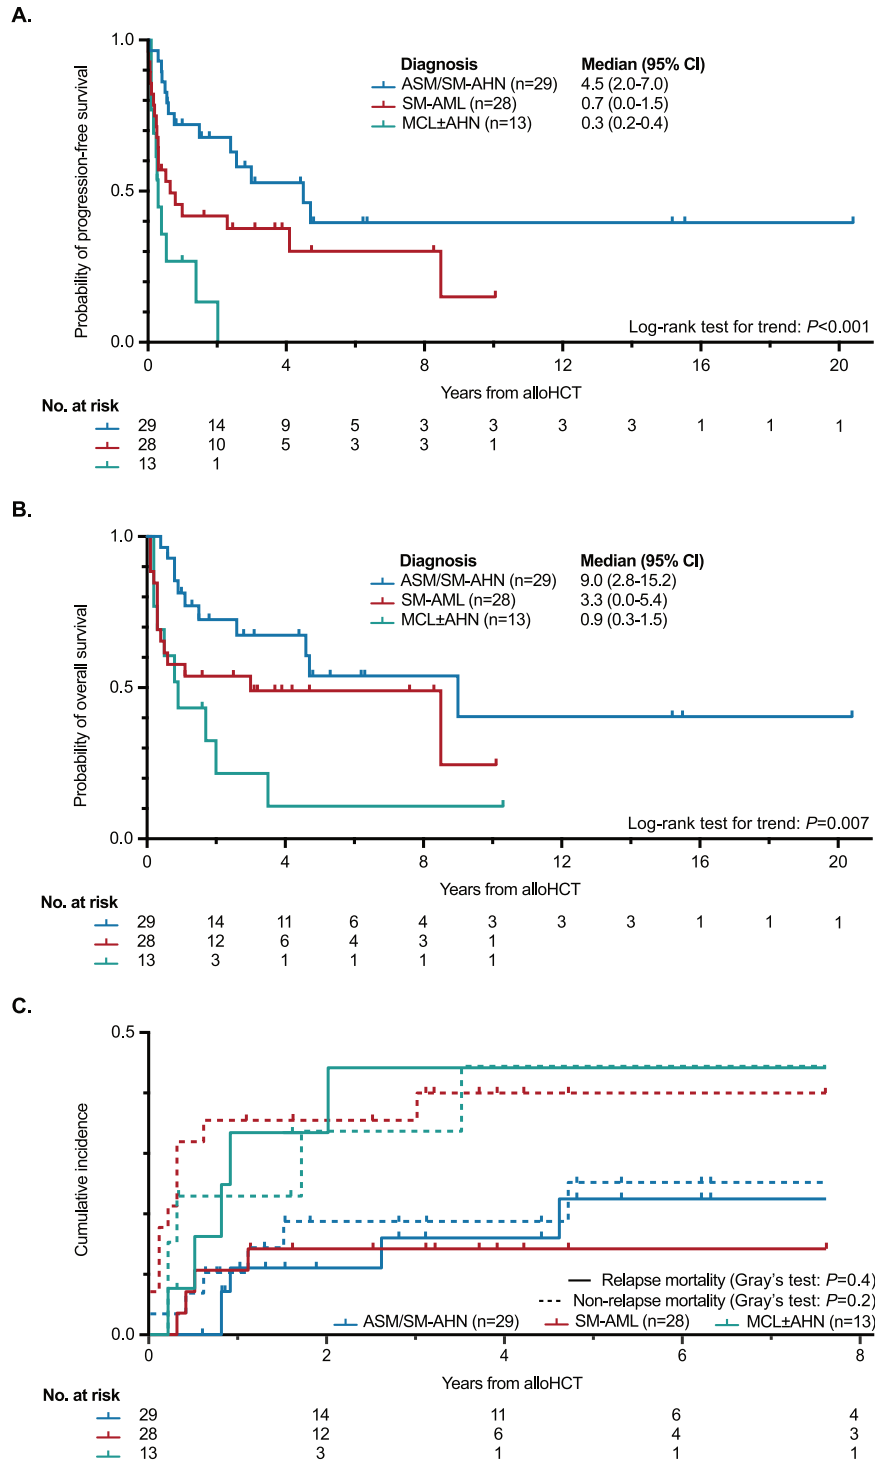 A.
1.0
0.5
0.0
Probability of progression-free survival
Diagnosis Median (95% CI)
ASM/SM-AHN (n=29) 4.5 (2.0-7.0)
SM-AML (n=28) 0.7 (0.0-1.5)
MCL±AHN (n=13) 0.3 (0.2-0.4)
Log-rank test for trend: P<0.001
0 4 8 12 16 20
Years from alloHCT
No. at risk
29 14 9 5 3 3 3 3 1 1 1
28 10 5 3 3 1
13 1
B.
1.0
0.5
0.0
Probability of overall survival
Diagnosis Median (95% CI)
ASM/SM-AHN (n=29) 9.0 (2.8-15.2)
SM-AML (n=28) 3.3 (0.0-5.4)
MCL±AHN (n=13) 0.9 (0.3-1.5)
Log-rank test for trend: P=0.007
0 4 8 12 16 20
Years from alloHCT
No. at risk
29 14 11 6 4 3 3 3 1 1 1
28 12 6 4 3 1
13 3 1 1 1 1
C.
0.5
0.0
Cumulative incidence
Relapse mortality (Gray's test: P=0.4)
Non-relapse mortality (Gray's test: P=0.2)
ASM/SM-AHN (n=29) SM-AML (n=28) MCL±AHN (n=13)
0 2 4 6 8
Years from alloHCT
No. at risk
29 14 11 6 4
28 12 6 4 3
13 3 1 1 1